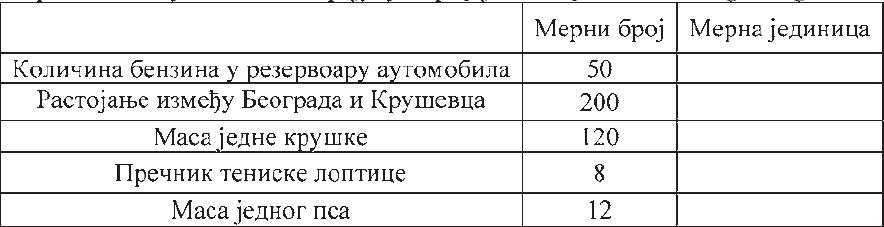 Мерни број Мерна јединица
Количина бензина у резервоару аутомобила 50
Растојање између Београда и Крушевца 200
Маса једне крушке 120
Пречник тениске лоптице 8
Маса једног пса 12